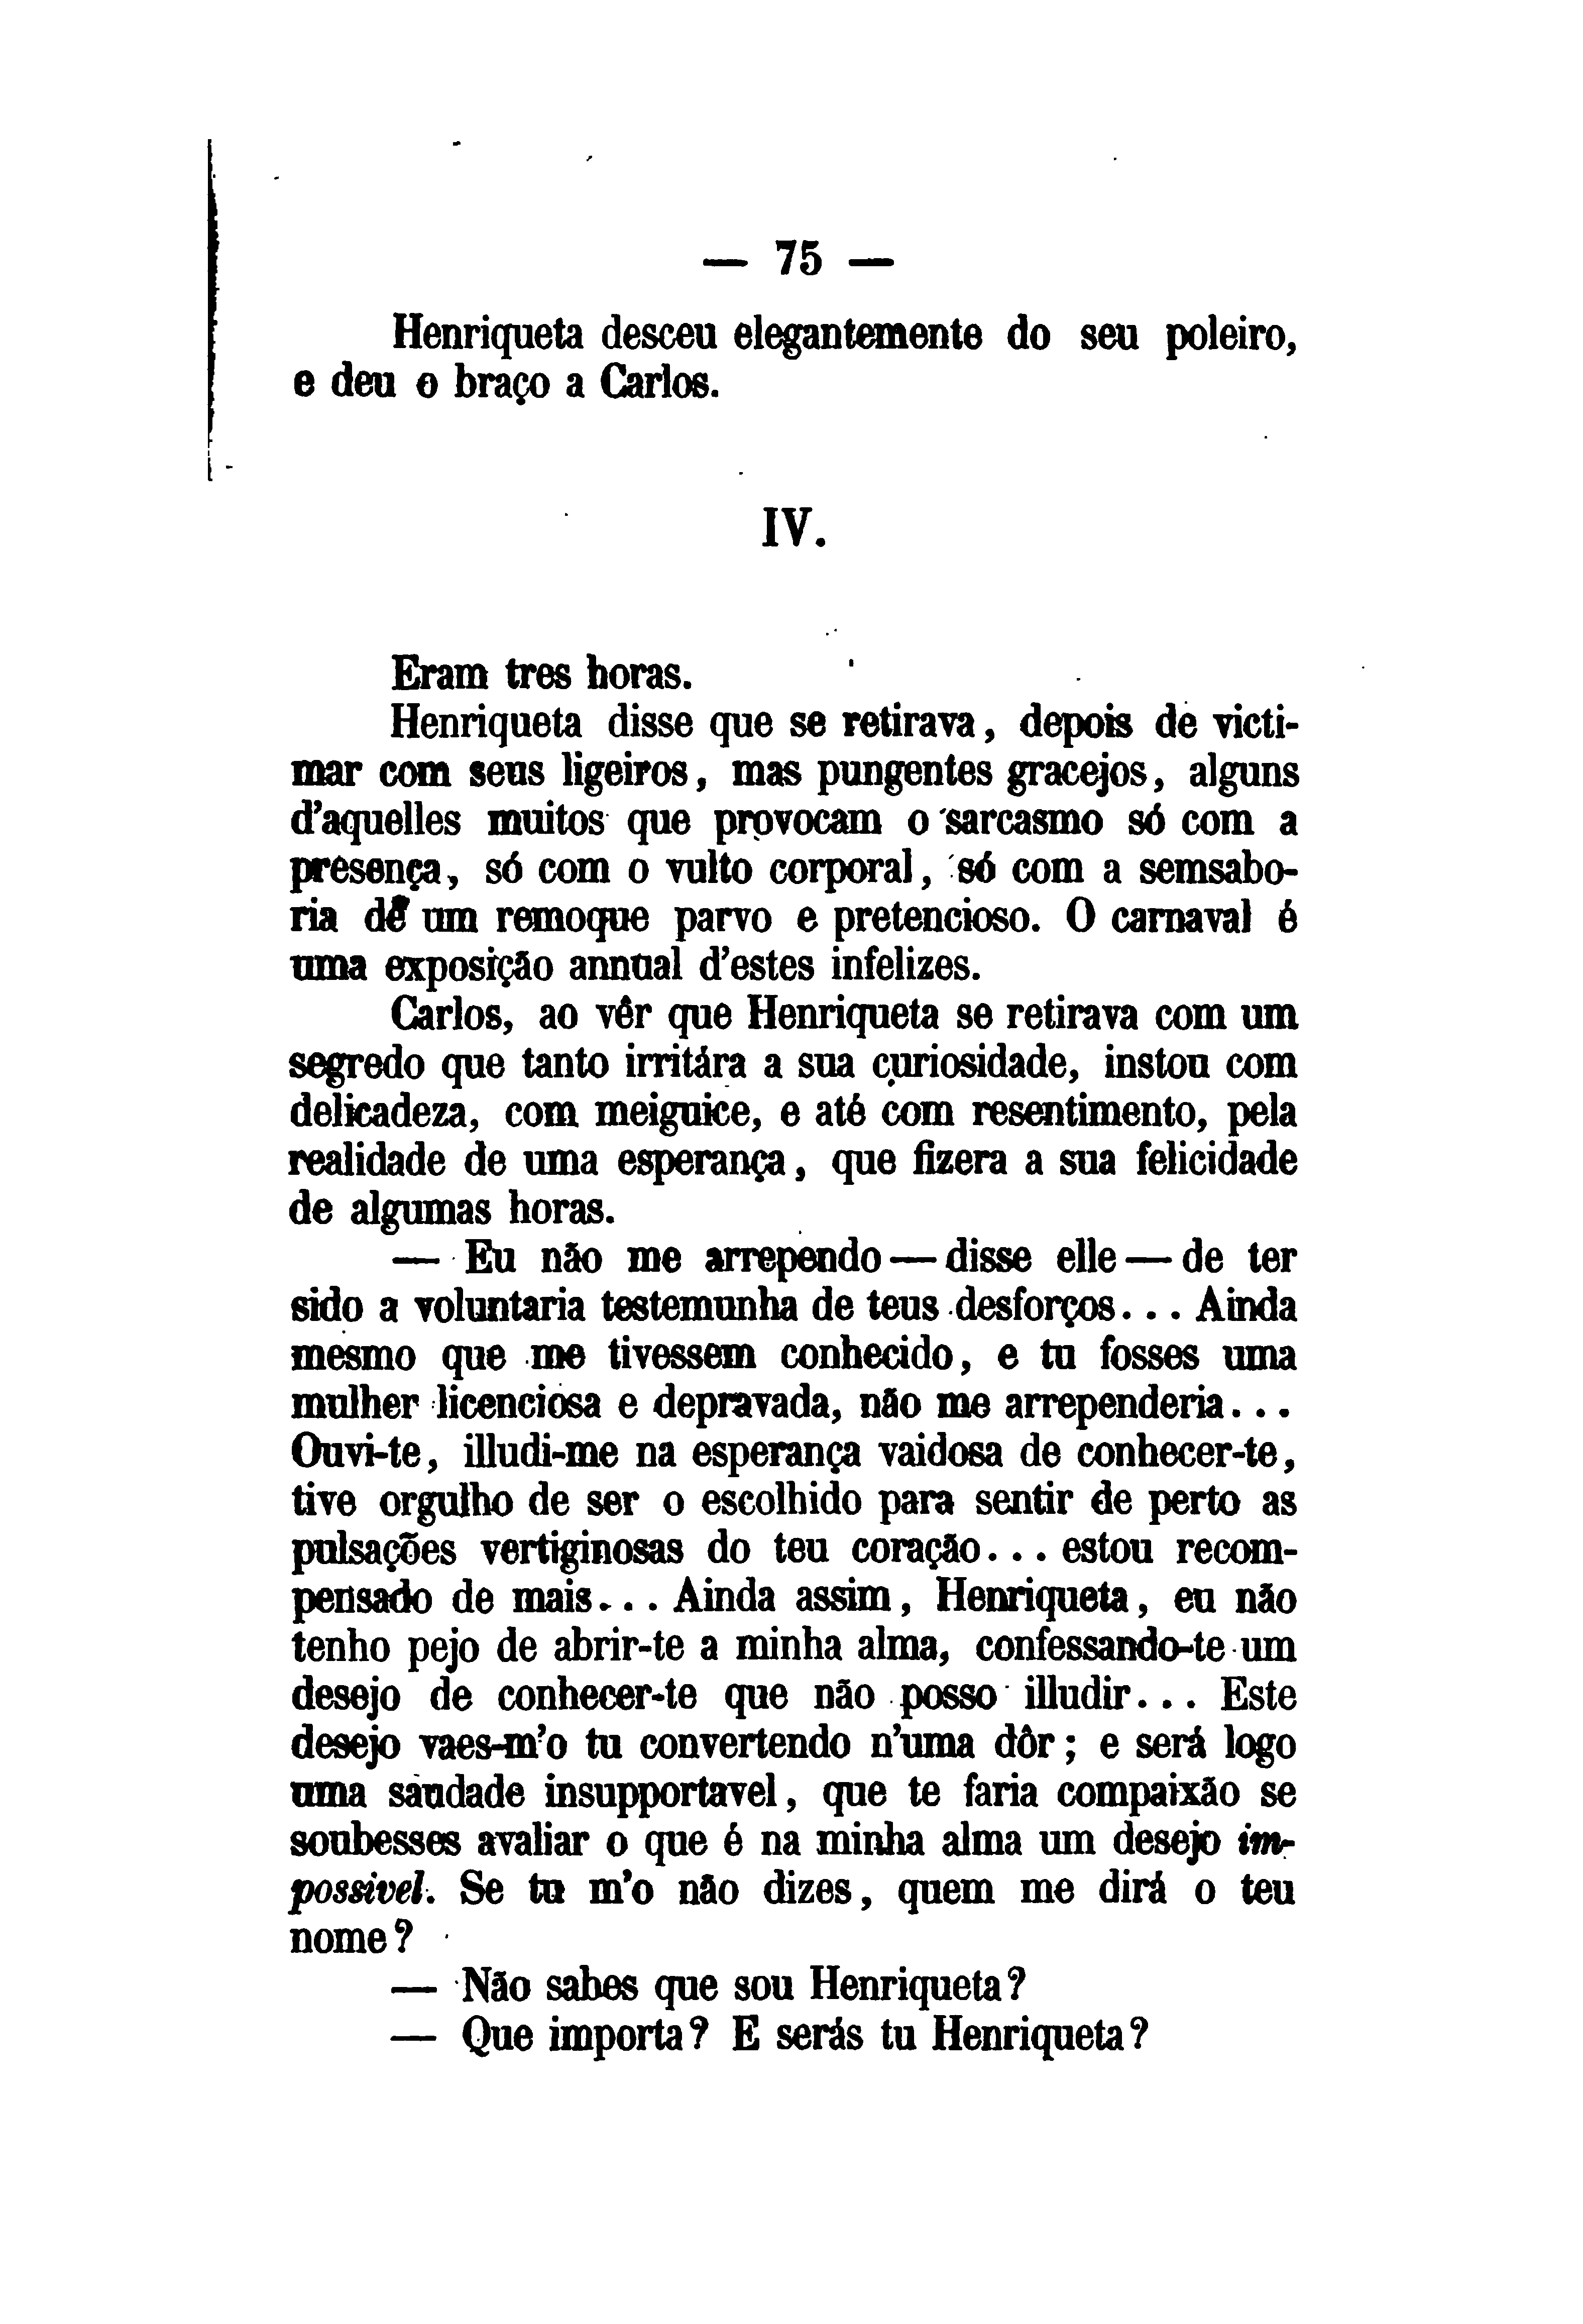 — 75 —
Henriqueta desceu elegantemente do seu poleiro,
e deu o braço a Carlos.
IV.
Eram tres horas.
Henriqueta disse que se retirava, depois de victi-
mar com seus ligeiros, mas pungentes gracejos, alguns
d'aquelles muitos que provocam o sarcasmo só com a
presença, só com o vulto corporal, só com a semsabo-
ria de um remoque parvo e pretencioso. O carnaval é
uma exposição annual d'estes infelizes.
Carlos, ao vêr que Henriqueta se retirava com um
segredo que tanto irritára a sua curiosidade, instou com
delicadeza, com meiguice, e até com resentimento, pela
realidade de uma esperança, que fizera a sua felicidade
de algumas horas.
— Eu não me arrependo — disse elle — de ter
sido a voluntaria testemunha de teus desforços... Ainda
mesmo que me tivessem conhecido, e tu fosses uma
mulher licenciosa e depravada, não me arrependeria...
Ouvi-te, illudi-me na esperança vaidosa de conhecer-te,
tive orgulho de ser o escolhido para sentir de perto as
pulsações vertiginosas do teu coração... estou recom-
pensado de mais... Ainda assim, Henriqueta, eu não
tenho pejo de abrir-te a minha alma, confessando-te um
desejo de conhecer-te que não posso illudir... Este
desejo vaes-m'o tu convertendo n'uma dôr; e será logo
uma saudade insupportavel, que te faria compaixão se
soubesses avaliar o que é na minha alma um desejo im-
possivel. Se tu m'o não dizes, quem me dirá o teu
nome?
— Não sabes que sou Henriqueta?
— Que importa? E serás tu Henriqueta?